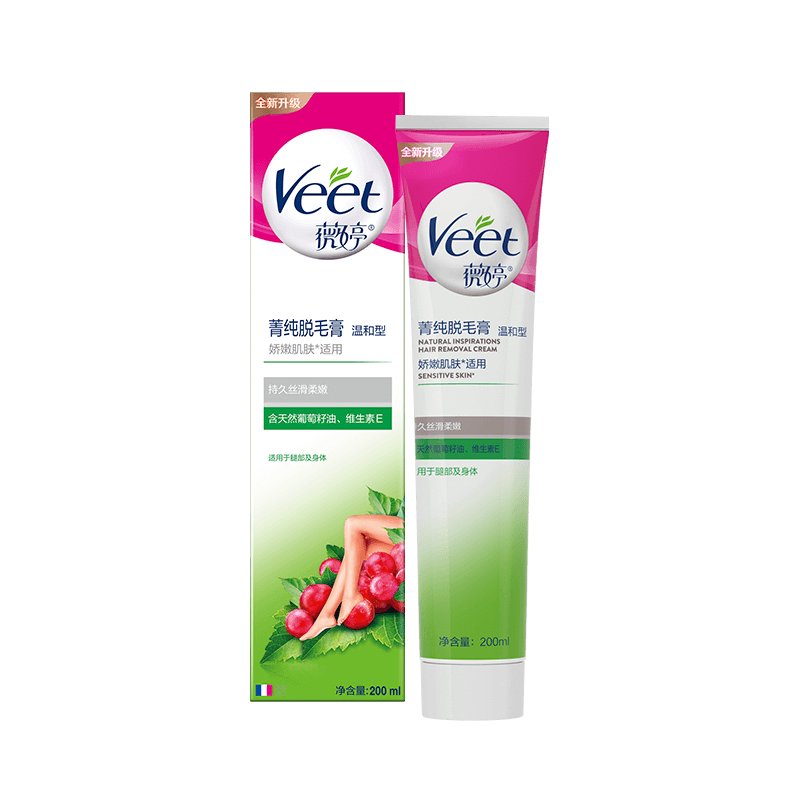 全新升级
Veet
薇婷®
菁纯脱毛膏 温和型
娇嫩肌肤*适用
持久丝滑柔嫩
含天然葡萄籽油、维生素E
适用于腿部及身体
净含量:200 ml
全新升级
Veet
薇婷®
菁纯脱毛膏 温和型
NATURAL INSPIRATIONS
HAIR REMOVAL CREAM
娇嫩肌肤*适用
SENSITIVE SKIN*
久丝滑柔嫩
天然葡萄籽油、维生素E
用于腿部及身体
净含量: 200ml